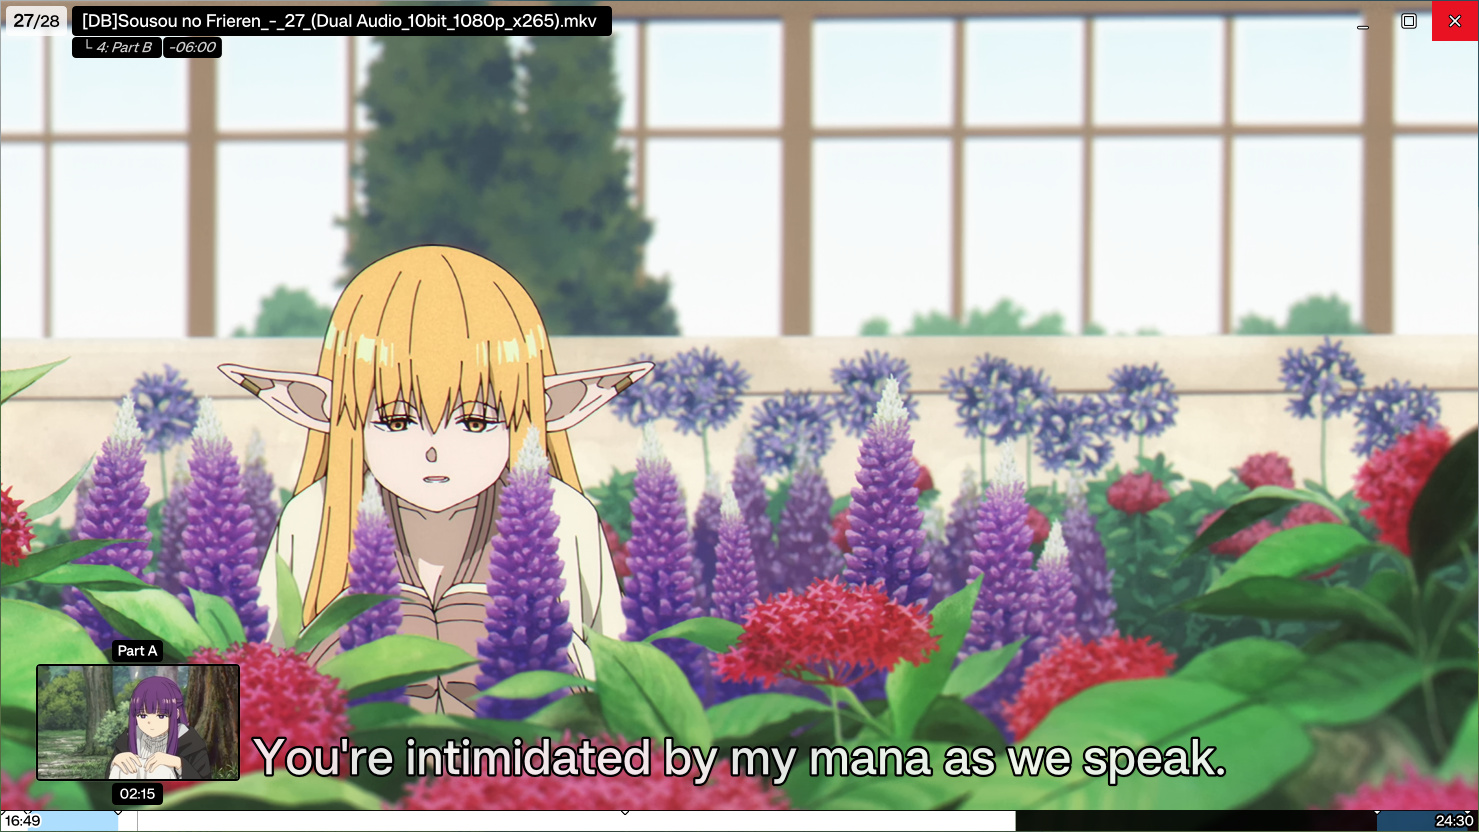 27/28 [DB]Sousou no Frieren_-_27_(Dual Audio_10bit_1080p_x265).mkv
└ 4: Part B -06:00
Part A
You're intimidated by my mana as we speak.
02:15
16:49 24:30